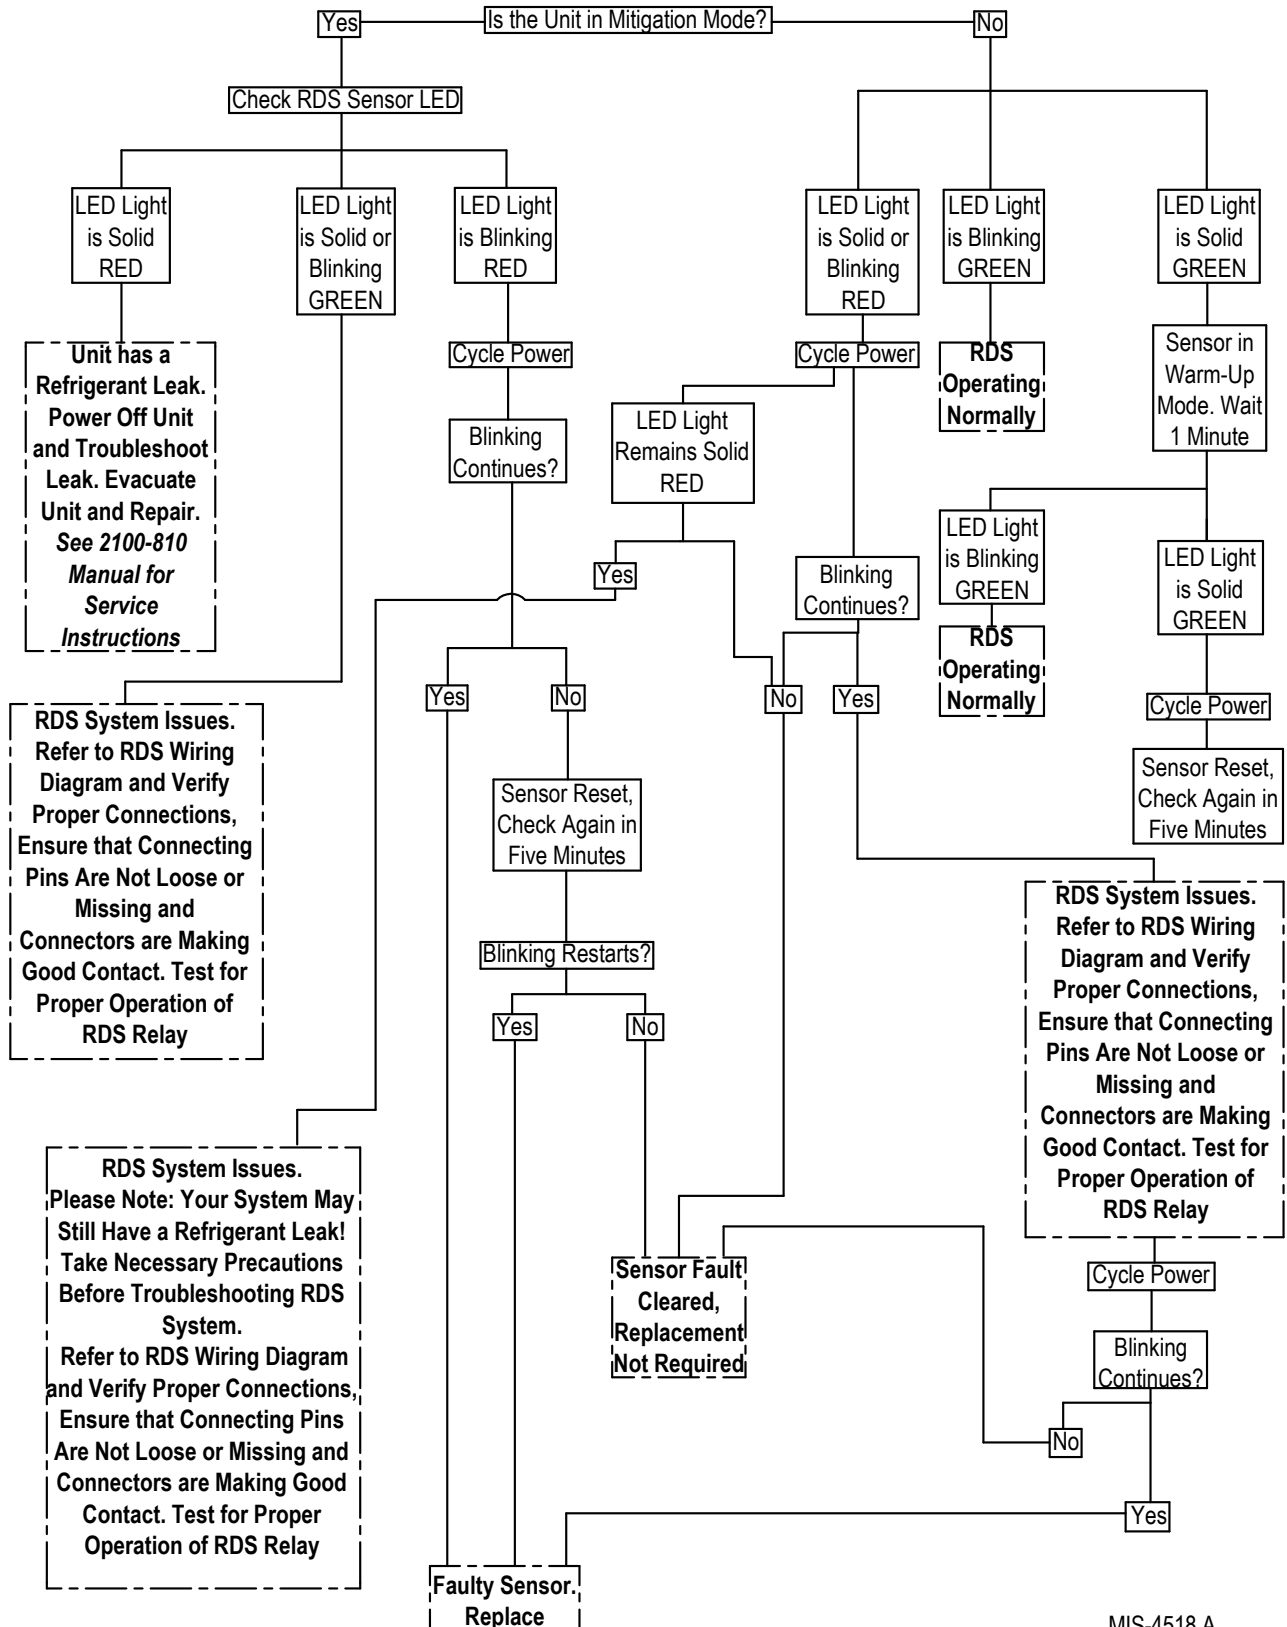 Is the Unit in Mitigation Mode?
Yes
No
Check RDS Sensor LED
LED Light
is Solid
RED
LED Light
is Solid or
Blinking
GREEN
LED Light
is Blinking
RED
LED Light
is Solid or
Blinking
RED
LED Light
is Blinking
GREEN
LED Light
is Solid
GREEN
Unit has a
Refrigerant Leak.
Power Off Unit
and Troubleshoot
Leak. Evacuate
Unit and Repair.
See 2100-810
Manual for
Service
Instructions
Cycle Power
Blinking
Continues?
Cycle Power
RDS
Operating
Normally
Sensor in
Warm-Up
Mode. Wait
1 Minute
LED Light
Remains Solid
RED
Yes
Blinking
Continues?
LED Light
is Blinking
GREEN
RDS
Operating
Normally
LED Light
is Solid
GREEN
Yes
No
No
Yes
Cycle Power
Sensor Reset,
Check Again in
Five Minutes
RDS System Issues.
Refer to RDS Wiring
Diagram and Verify
Proper Connections,
Ensure that Connecting
Pins Are Not Loose or
Missing and
Connectors are Making
Good Contact. Test for
Proper Operation of
RDS Relay
Sensor Reset,
Check Again in
Five Minutes
Blinking Restarts?
Yes
No
RDS System Issues.
Refer to RDS Wiring
Diagram and Verify
Proper Connections,
Ensure that Connecting
Pins Are Not Loose or
Missing and
Connectors are Making
Good Contact. Test for
Proper Operation of
RDS Relay
RDS System Issues.
Please Note: Your System May
Still Have a Refrigerant Leak!
Take Necessary Precautions
Before Troubleshooting RDS
System.
Refer to RDS Wiring Diagram
and Verify Proper Connections,
Ensure that Connecting Pins
Are Not Loose or Missing and
Connectors are Making Good
Contact. Test for Proper
Operation of RDS Relay
Sensor Fault
Cleared,
Replacement
Not Required
Cycle Power
Blinking
Continues?
No
Yes
Faulty Sensor.
Replace
MIS-4518 A